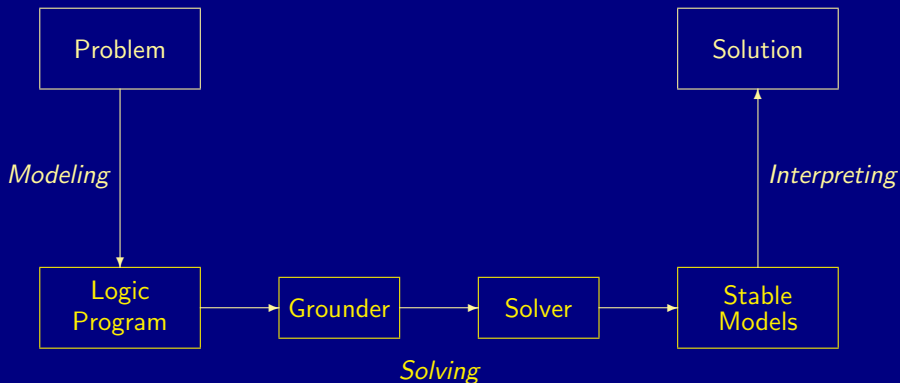 Problem
Solution
Modeling
Interpreting
Logic
Program
Grounder
Solver
Stable
Models
Solving